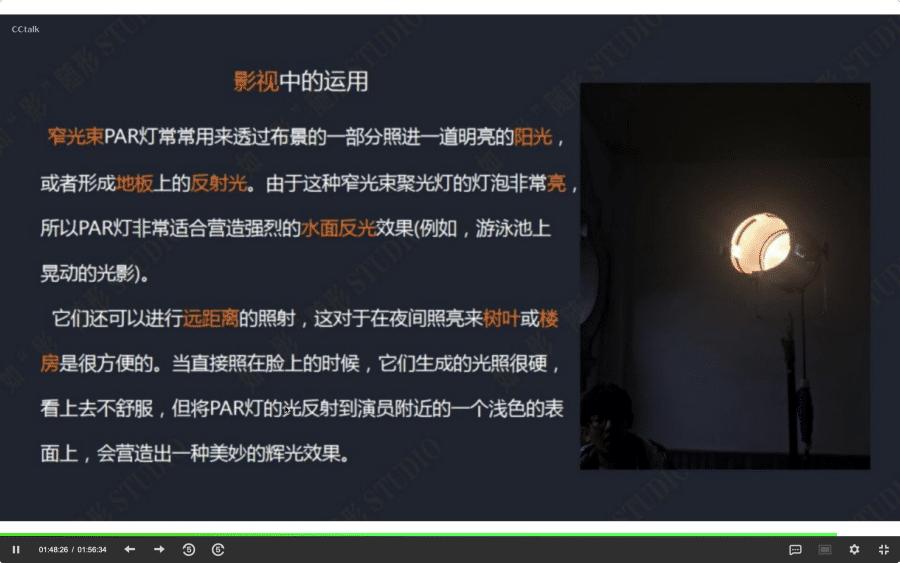 CCtalk
影视中的运用
窄光束PAR灯常常用来透过布景的一部分照进一道明亮的阳光，
或者形成地板上的反射光。由于这种窄光束聚光灯的灯泡非常亮，
所以PAR灯非常适合营造强烈的水面反光效果(例如，游泳池上
晃动的光影)。
它们还可以进行远距离的照射，这对于在夜间照亮来树叶或楼
房是很方便的。当直接照在脸上的时候，它们生成的光照很硬，
看上去不舒服，但将PAR灯的光反射到演员附近的一个浅色的表
面上，会营造出一种美妙的辉光效果。
01:48:26 / 01:56:34